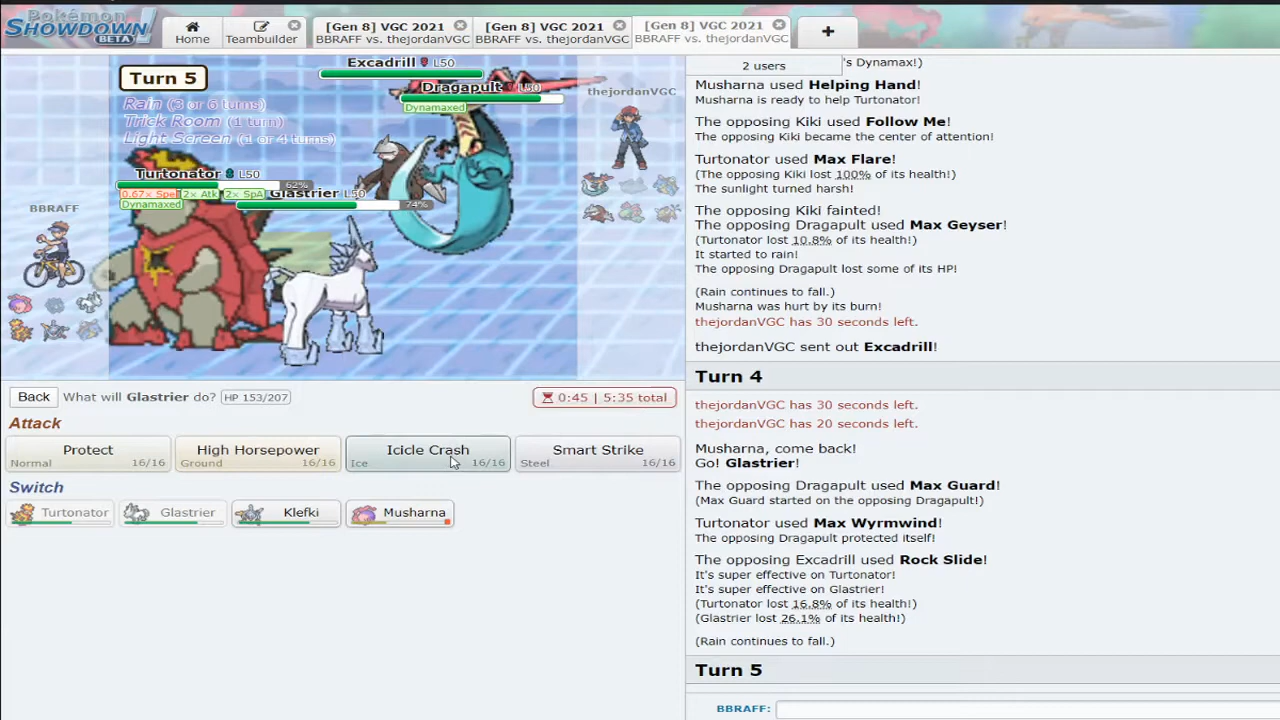 Pokémon
SHOWDOWN
BETA
Home
Teambuilder
[Gen 8] VGC 2021
BBRAFF vs. thejordanVGC
[Gen 8] VGC 2021
BBRAFF vs. thejordanVGC
[Gen 8] VGC 2021
BBRAFF vs. thejordanVGC
+
Turn 5
Rain (3 or 6 turns)
Trick Room (1 turn)
Light Screen (1 or 4 turns)
Excadrill L50
Dragapult L50
Dynamaxed
thejordanVGC
Turtonator L50
62%
0.67× Spe 2× Atk 2× SpA
Dynamaxed
Glastrier L50
74%
BBRAFF
Back
What will Glastrier do? HP 153/207
0:45 | 5:35 total
Attack
Protect
Normal 16/16
High Horsepower
Ground 16/16
Icicle Crash
Ice 16/16
Smart Strike
Steel 16/16
Switch
Turtonator
Glastrier
Klefki
Musharna
2 users
's Dynamax!)
Musharna used Helping Hand!
Musharna is ready to help Turtonator!
The opposing Kiki used Follow Me!
The opposing Kiki became the center of attention!
Turtonator used Max Flare!
(The opposing Kiki lost 100% of its health!)
The sunlight turned harsh!
The opposing Kiki fainted!
The opposing Dragapult used Max Geyser!
(Turtonator lost 10.8% of its health!)
It started to rain!
The opposing Dragapult lost some of its HP!
(Rain continues to fall.)
Musharna was hurt by its burn!
thejordanVGC has 30 seconds left.
thejordanVGC sent out Excadrill!
Turn 4
thejordanVGC has 30 seconds left.
thejordanVGC has 20 seconds left.
Musharna, come back!
Go! Glastrier!
The opposing Dragapult used Max Guard!
(Max Guard started on the opposing Dragapult!)
Turtonator used Max Wyrmwind!
The opposing Dragapult protected itself!
The opposing Excadrill used Rock Slide!
It's super effective on Turtonator!
It's super effective on Glastrier!
(Turtonator lost 16.8% of its health!)
(Glastrier lost 26.1% of its health!)
(Rain continues to fall.)
Turn 5
BBRAFF: